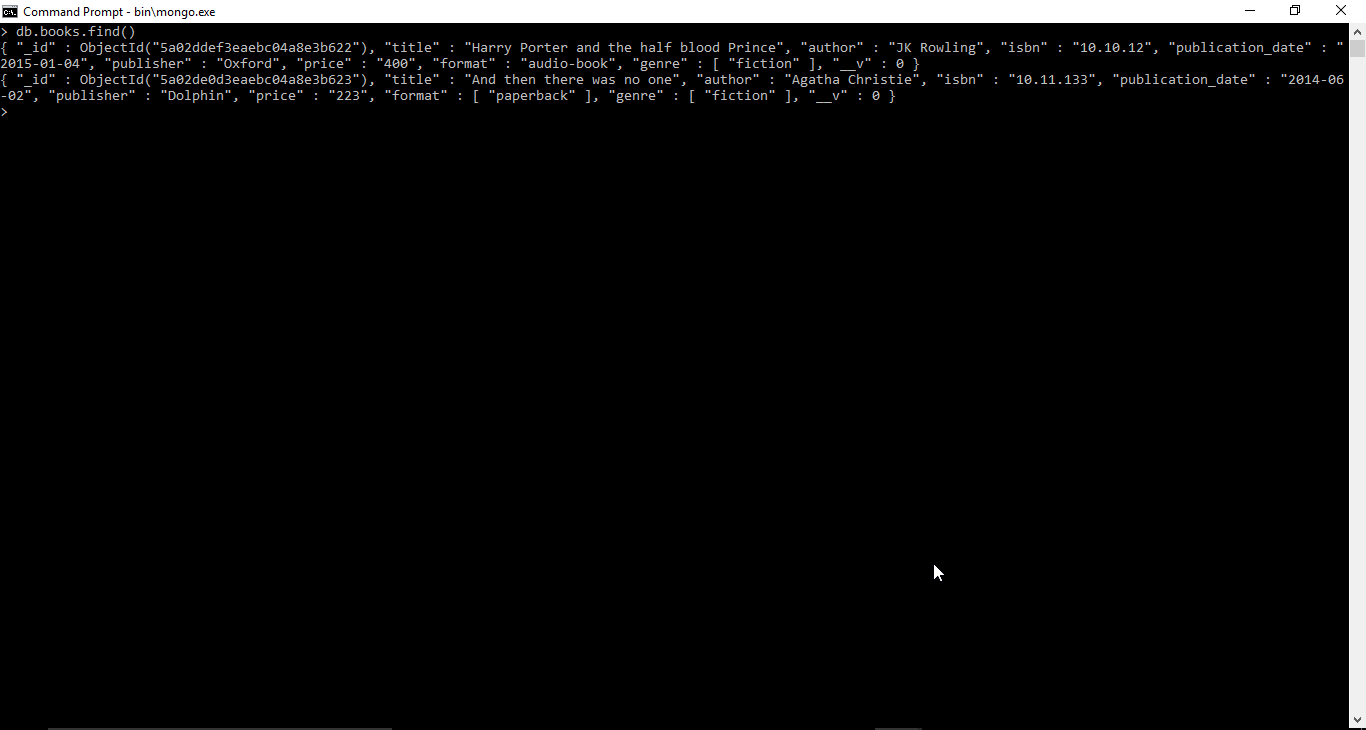 Command Prompt - bin\mongo.exe
> db.books.find()
{ "_id" : ObjectId("5a02ddef3eaebc04a8e3b622"), "title" : "Harry Porter and the half blood Prince", "author" : "JK Rowling", "isbn" : "10.10.12", "publication_date" : "
2015-01-04", "publisher" : "Oxford", "price" : "400", "format" : "audio-book", "genre" : [ "fiction" ], "__v" : 0 }
{ "_id" : ObjectId("5a02de0d3eaebc04a8e3b623"), "title" : "And then there was no one", "author" : "Agatha Christie", "isbn" : "10.11.133", "publication_date" : "2014-06
-02", "publisher" : "Dolphin", "price" : "223", "format" : [ "paperback" ], "genre" : [ "fiction" ], "__v" : 0 }
>